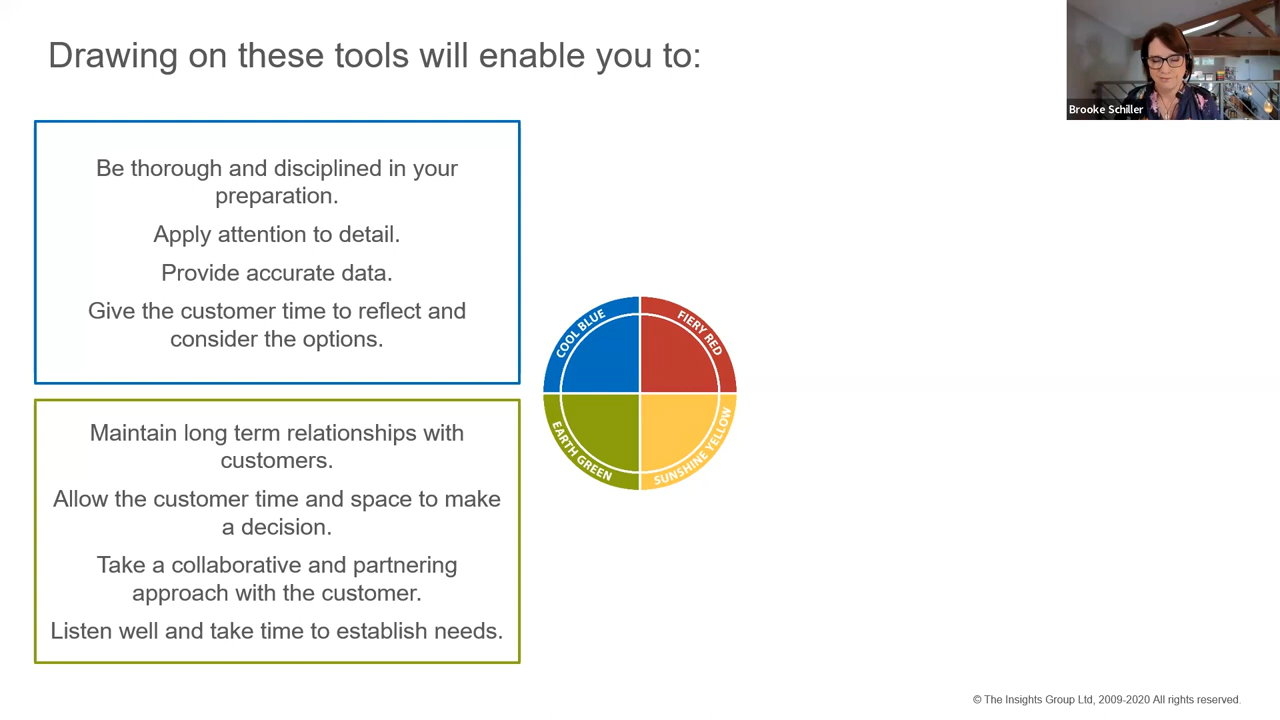 Drawing on these tools will enable you to:
Brooke Schiller
Be thorough and disciplined in your
preparation.
Apply attention to detail.
Provide accurate data.
Give the customer time to reflect and
consider the options.
COOL BLUE
FIERY RED
EARTH GREEN
SUNSHINE YELLOW
Maintain long term relationships with
customers.
Allow the customer time and space to make
a decision.
Take a collaborative and partnering
approach with the customer.
Listen well and take time to establish needs.
© The Insights Group Ltd, 2009-2020 All rights reserved.